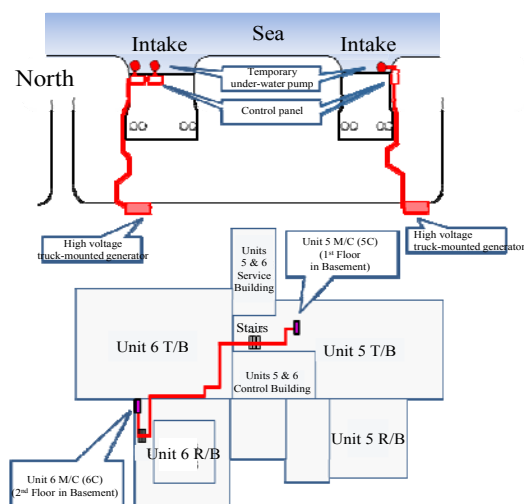 Sea
Intake
Intake
North
Temporary
under-water pump
Control panel
High voltage
truck-mounted generator
Unit 5 M/C (5C)
(1st Floor
in Basement)
High voltage
truck-mounted generator
Units
5 & 6
Service
Building
Stairs
Unit 6 T/B
Unit 5 T/B
Units 5 & 6
Control Building
Unit 6 R/B
Unit 5 R/B
Unit 6 M/C (6C)
(2nd Floor in Basement)